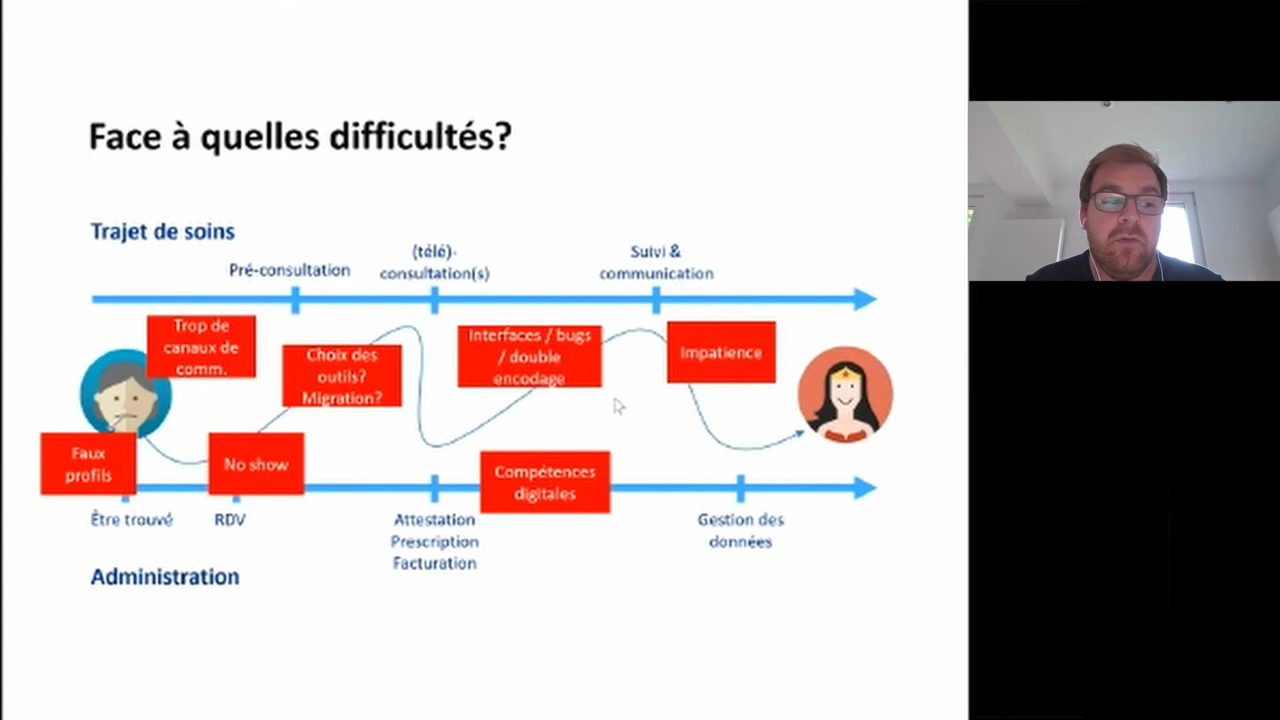 Face à quelles difficultés?
Trajet de soins
Pré-consultation
(télé)-
consultation(s)
Suivi &
communication
Trop de
canaux de
comm.
Choix des
outils?
Migration?
Interfaces / bugs
/ double
encodage
Impatience
Faux
profils
No show
Compétences
digitales
Être trouvé
RDV
Attestation
Prescription
Facturation
Gestion des
données
Administration